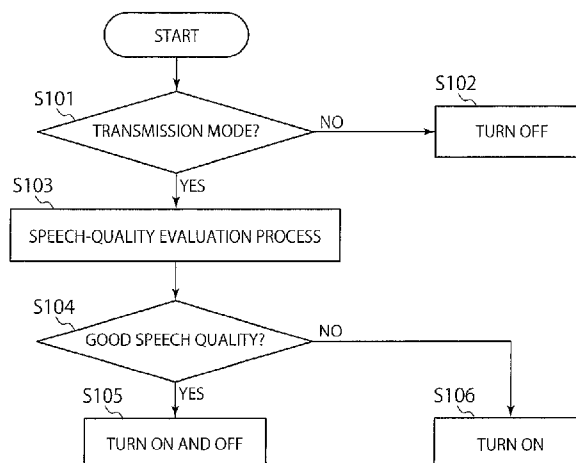 START
S101
TRANSMISSION MODE?
NO
S102
TURN OFF
YES
S103
SPEECH-QUALITY EVALUATION PROCESS
S104
GOOD SPEECH QUALITY?
NO
YES
S105
TURN ON AND OFF
S106
TURN ON